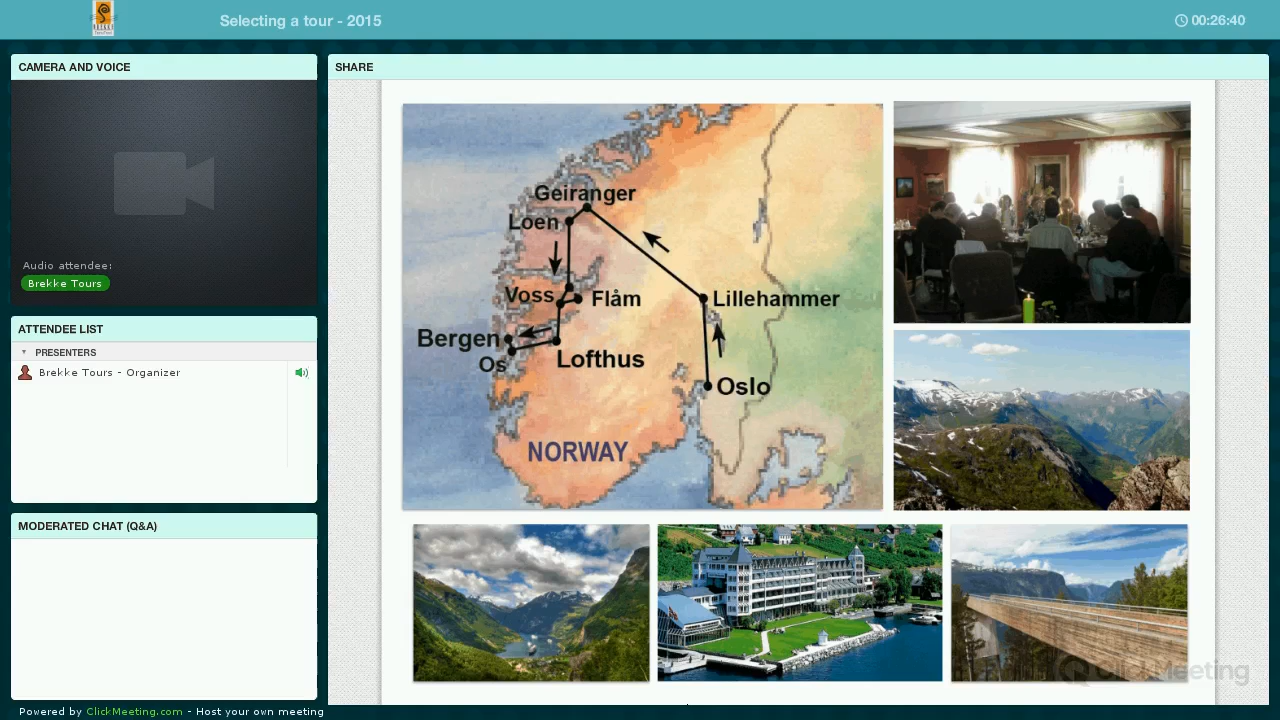 Selecting a tour - 2015
00:26:40
CAMERA AND VOICE
SHARE
Audio attendee:
Brekke Tours
ATTENDEE LIST
PRESENTERS
Brekke Tours - Organizer
MODERATED CHAT (Q&A)
Geiranger
Loen
Voss
Flåm
Lillehammer
Bergen
Os
Lofthus
Oslo
NORWAY
ClickMeeting
Powered by ClickMeeting.com - Host your own meeting